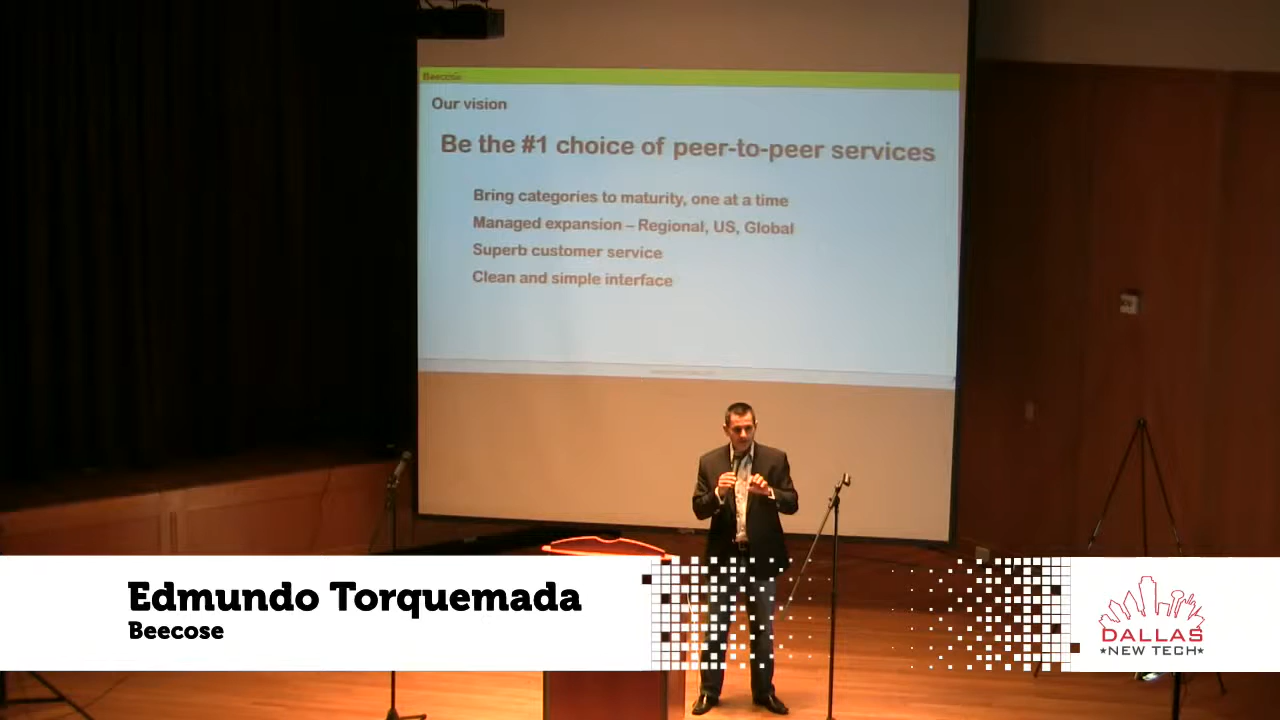 Beecose
Our vision
Be the #1 choice of peer-to-peer services
Bring categories to maturity, one at a time
Managed expansion – Regional, US, Global
Superb customer service
Clean and simple interface
Edmundo Torquemada
Beecose
DALLAS
★NEW TECH★